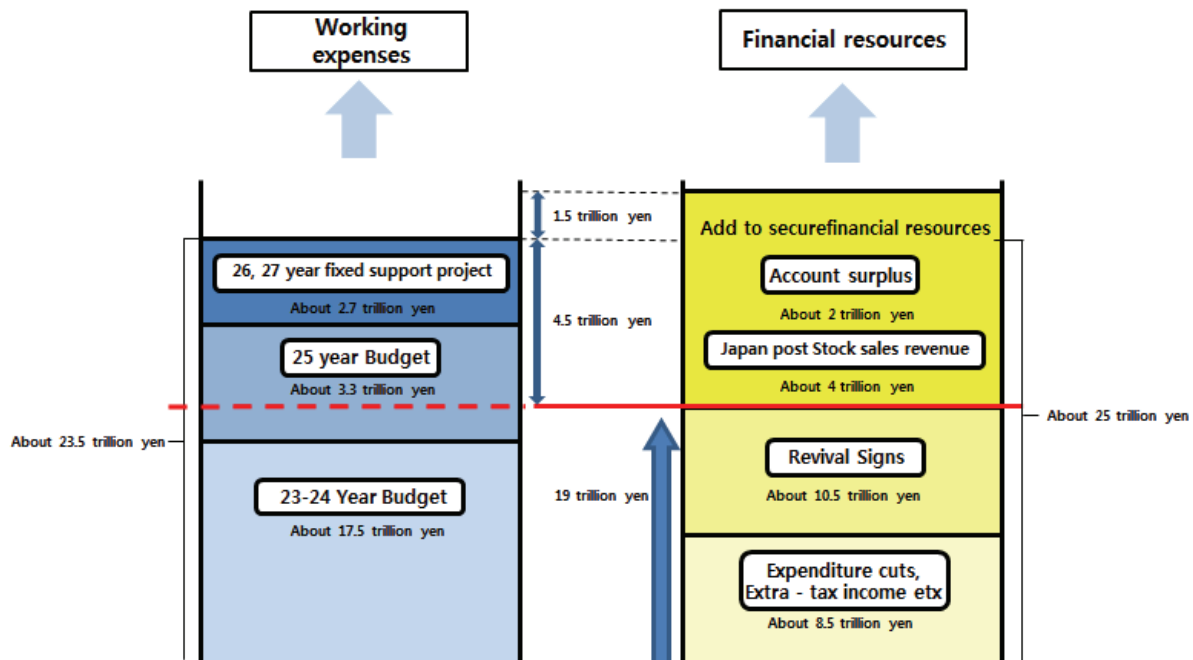 Working
expenses
Financial resources
1.5 trillion yen
Add to securefinancial resources
26, 27 year fixed support project
About 2.7 trillion yen
4.5 trillion yen
Account surplus
About 2 trillion yen
25 year Budget
About 3.3 trillion yen
Japan post Stock sales revenue
About 4 trillion yen
About 23.5 trillion yen
About 25 trillion yen
23-24 Year Budget
About 17.5 trillion yen
19 trillion yen
Revival Signs
About 10.5 trillion yen
Expenditure cuts,
Extra - tax income etx
About 8.5 trillion yen